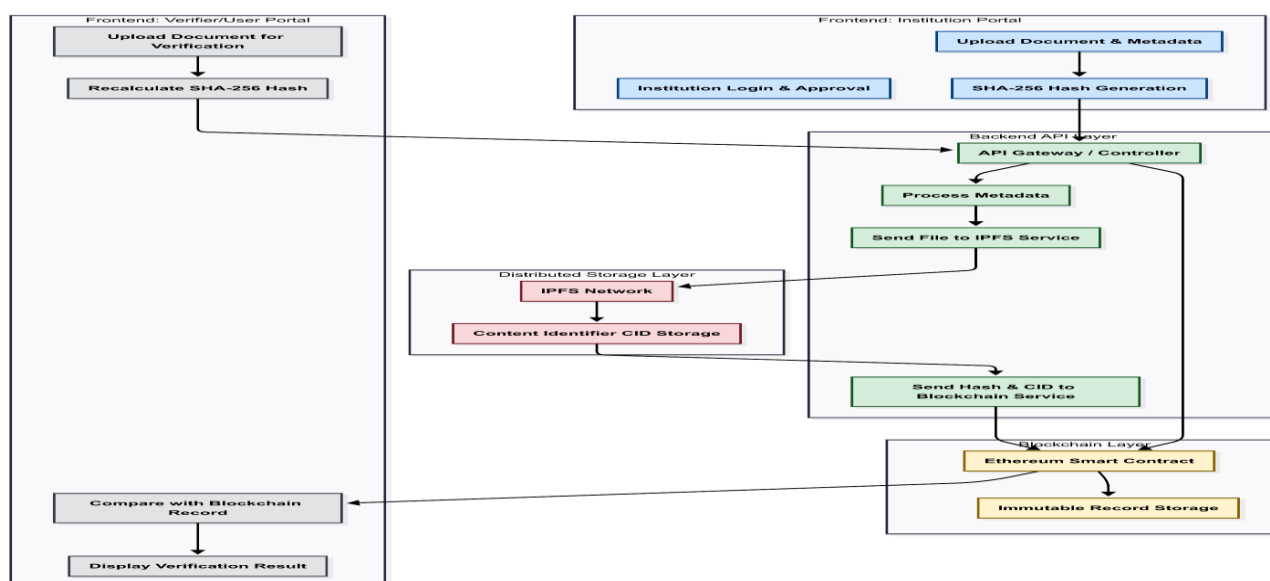 Frontend: Verifier/User Portal
Upload Document for
Verification
Recalculate SHA-256 Hash
Frontend: Institution Portal
Upload Document & Metadata
Institution Login & Approval
SHA-256 Hash Generation
Backend API Layer
API Gateway / Controller
Process Metadata
Send File to IPFS Service
Distributed Storage Layer
IPFS Network
Content Identifier CID Storage
Send Hash & CID to
Blockchain Service
Blockchain Layer
Ethereum Smart Contract
Immutable Record Storage
Compare with Blockchain
Record
Display Verification Result